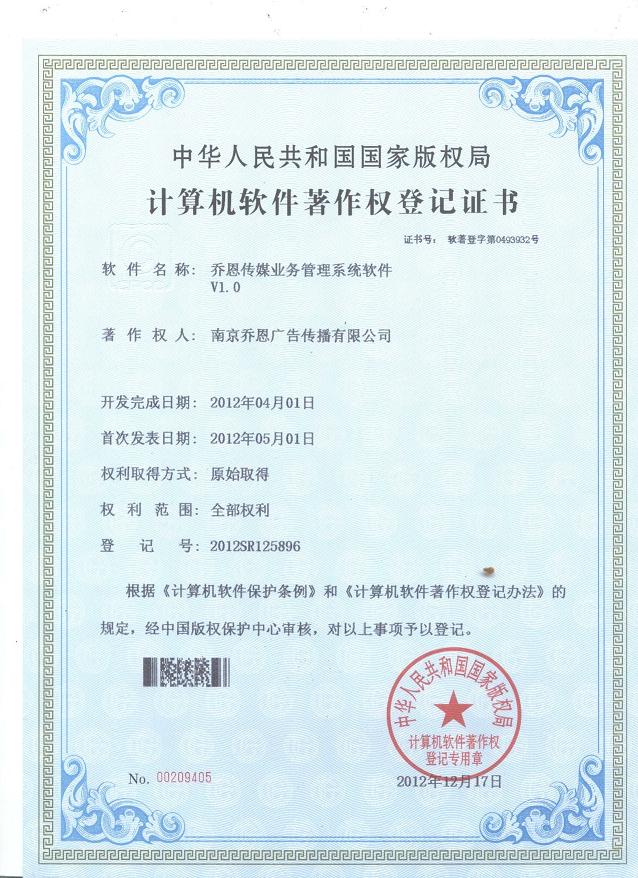 中华人民共和国国家版权局
计算机软件著作权登记证书
证书号： 软著登字第0493932号
软件名称： 乔恩传媒业务管理系统软件
V1.0
著作权人： 南京乔恩广告传播有限公司
开发完成日期： 2012年04月01日
首次发表日期： 2012年05月01日
权利取得方式： 原始取得
权利范围： 全部权利
登记号： 2012SR125896
根据《计算机软件保护条例》和《计算机软件著作权登记办法》的
规定，经中国版权保护中心审核，对以上事项予以登记。
中华人民共和国国家版权局
计算机软件著作权
登记专用章
No. 00209405
2012年12月17日